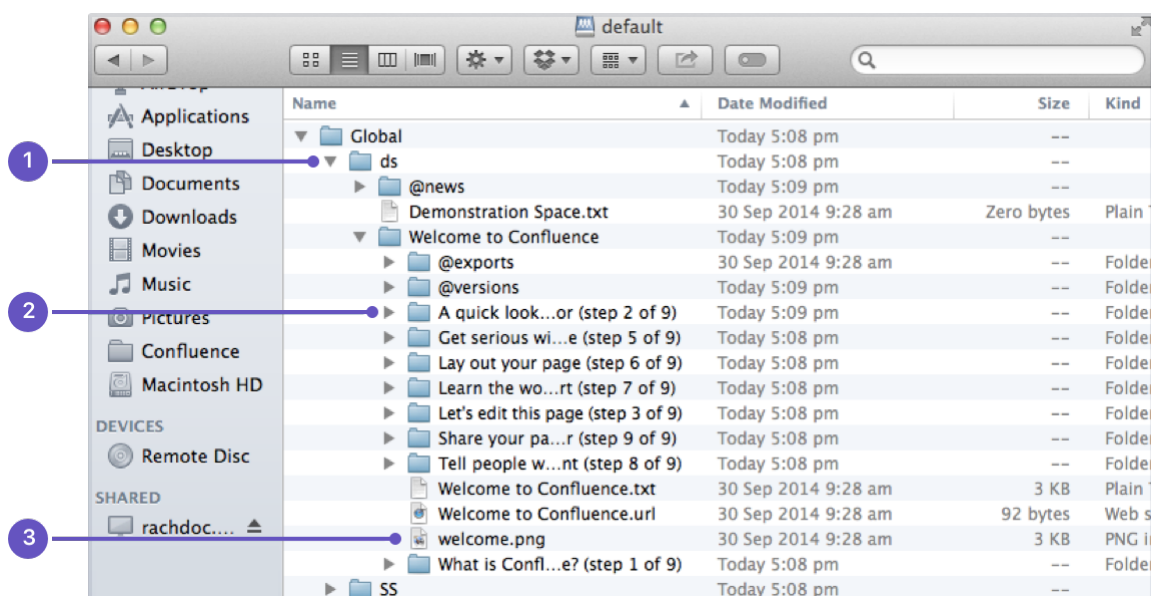 default
AirDrop
Applications
Desktop
Documents
Downloads
Movies
Music
Pictures
Confluence
Macintosh HD
DEVICES
Remote Disc
SHARED
rachdoc....
Name Date Modified Size Kind
Global Today 5:08 pm --
1 ds Today 5:08 pm --
@news Today 5:09 pm --
Demonstration Space.txt 30 Sep 2014 9:28 am Zero bytes Plain T
Welcome to Confluence Today 5:09 pm --
@exports 30 Sep 2014 9:28 am -- Folder
@versions Today 5:09 pm -- Folder
2 A quick look...or (step 2 of 9) Today 5:09 pm -- Folder
Get serious wi...e (step 5 of 9) Today 5:08 pm -- Folder
Lay out your page (step 6 of 9) Today 5:08 pm -- Folder
Learn the wo...rt (step 7 of 9) Today 5:08 pm -- Folder
Let's edit this page (step 3 of 9) Today 5:08 pm -- Folder
Share your pa...r (step 9 of 9) Today 5:08 pm -- Folder
Tell people w...nt (step 8 of 9) Today 5:08 pm -- Folder
Welcome to Confluence.txt 30 Sep 2014 9:28 am 3 KB Plain T
Welcome to Confluence.url 30 Sep 2014 9:28 am 92 bytes Web s
3 welcome.png 30 Sep 2014 9:28 am 3 KB PNG i
What is Confl...e? (step 1 of 9) Today 5:08 pm -- Folder
SS Today 5:08 pm --